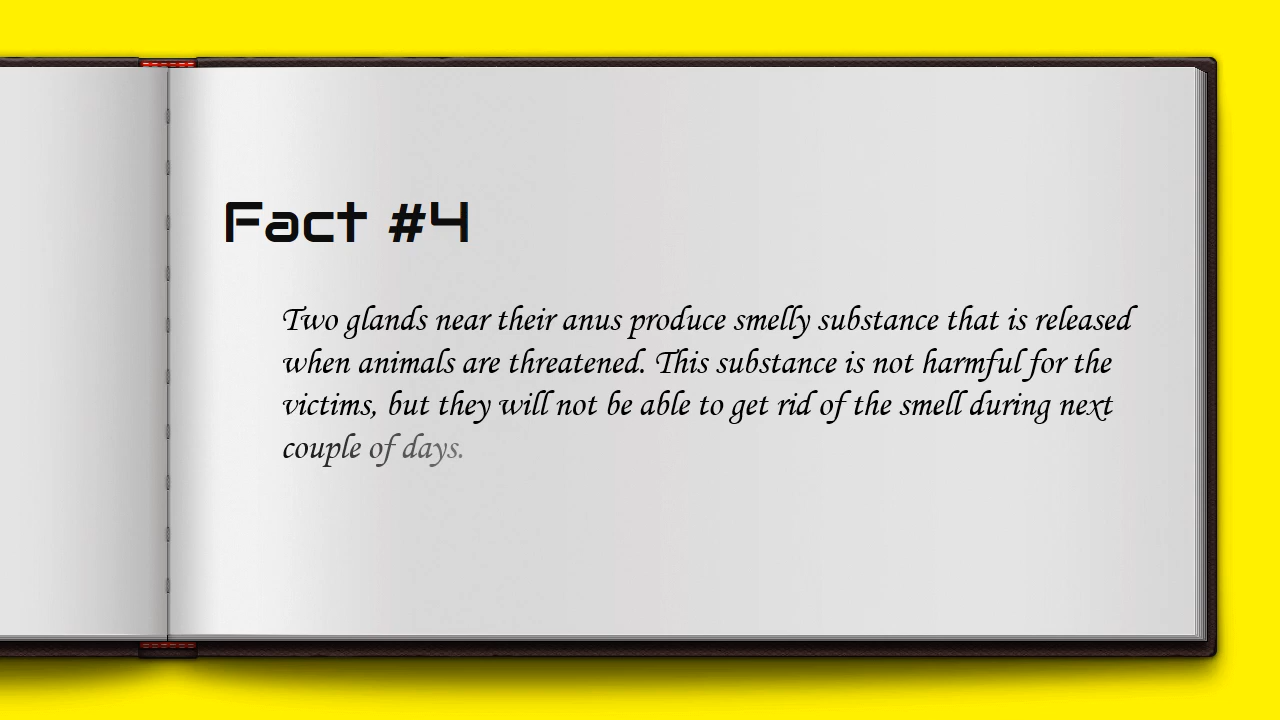 Fact #4
Two glands near their anus produce smelly substance that is released
when animals are threatened. This substance is not harmful for the
victims, but they will not be able to get rid of the smell during next
couple of days.